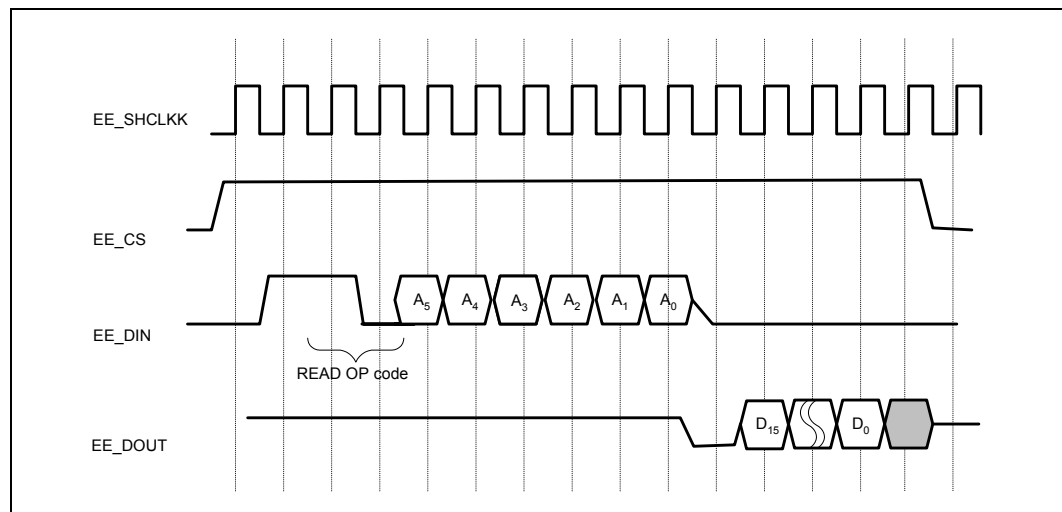 EE_SHCLKK
EE_CS
EE_DIN
A5 A4 A3 A2 A1 A0
READ OP code
EE_DOUT
D15 D0